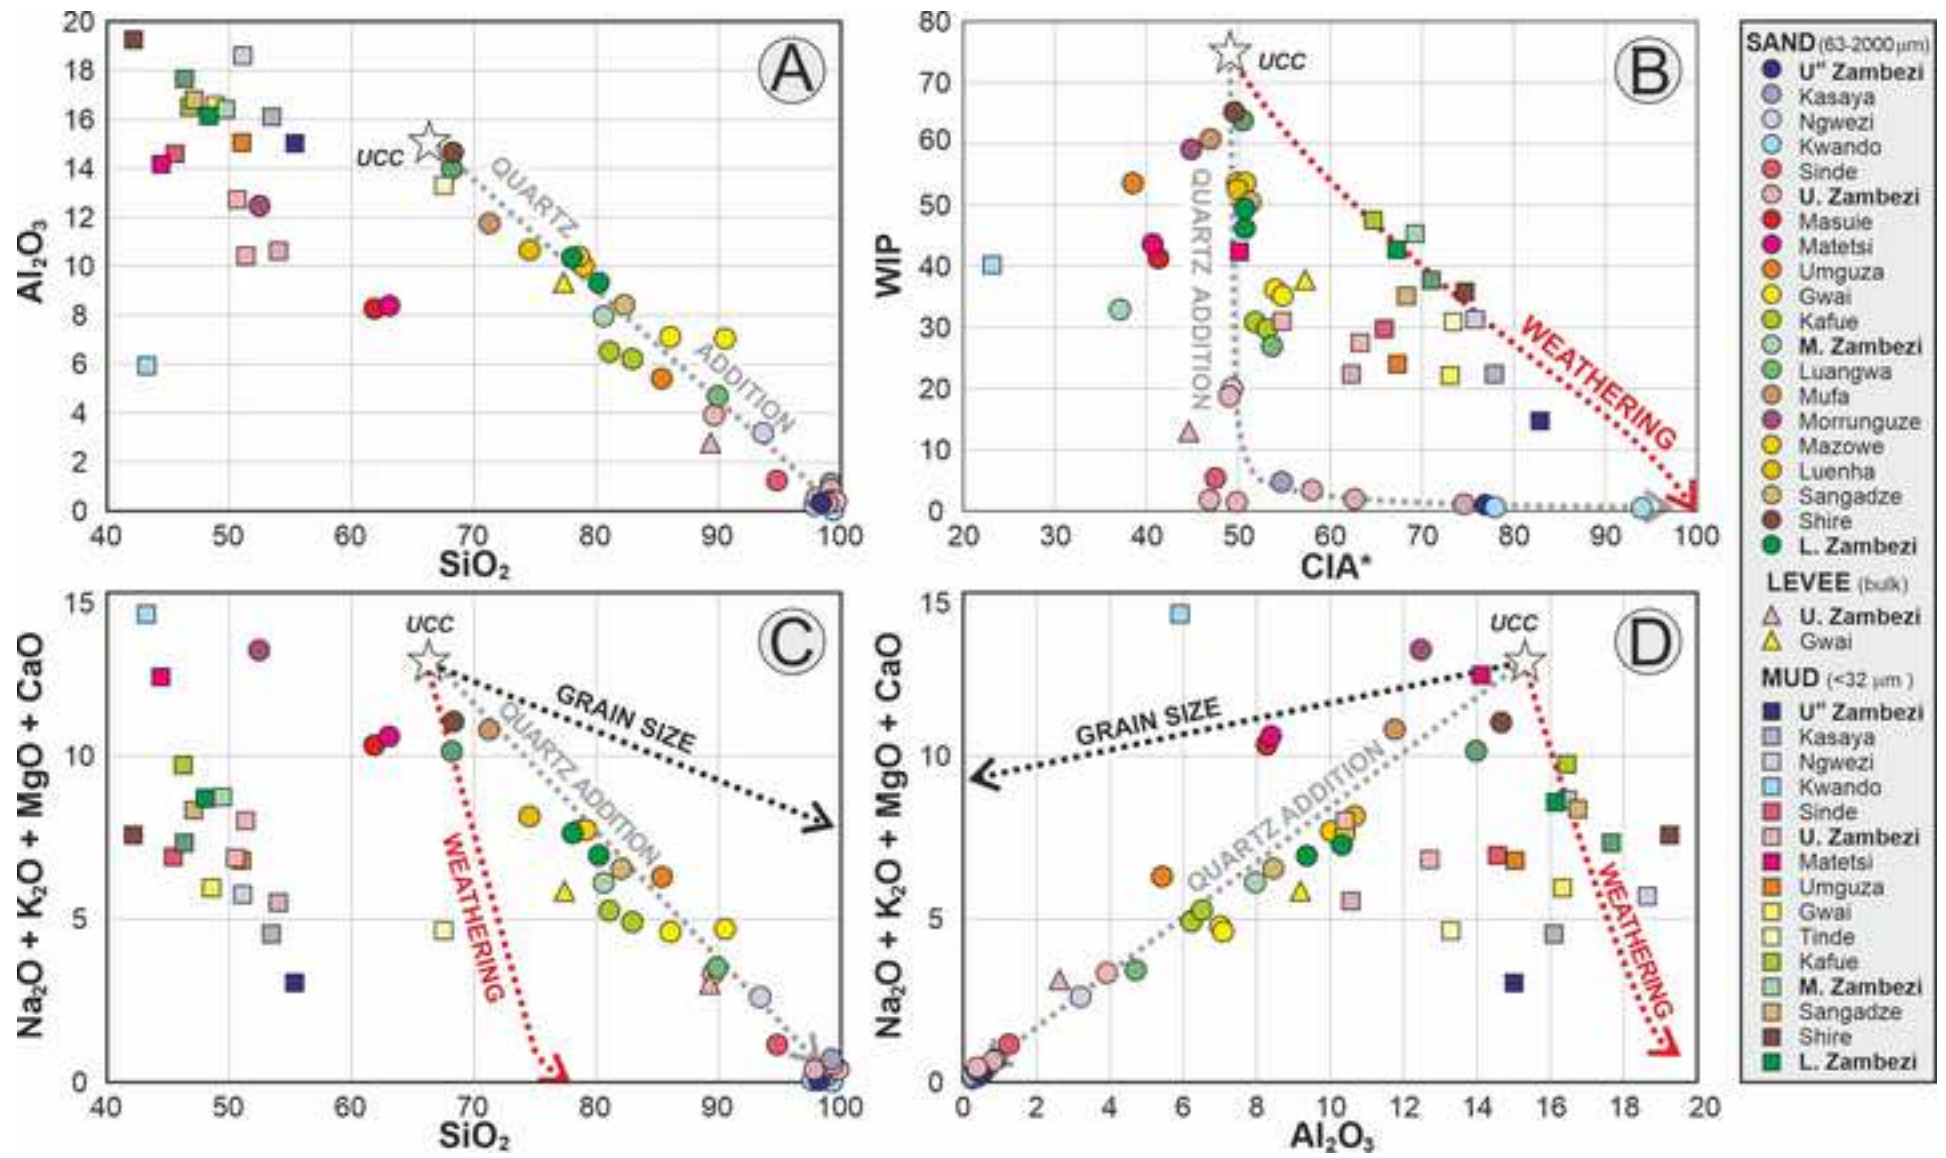 20
18
16
14
12
10
8
6
4
2
0
Al₂O₃
40
50
60
70
80
90
100
SiO₂
UCC
QUARTZ
ADDITION
A
80
70
60
50
40
30
20
10
0
WIP
20
30
40
50
60
70
80
90
100
CIA*
UCC
QUARTZ ADDITION
WEATHERING
B
15
10
5
0
Na₂O + K₂O + MgO + CaO
40
50
60
70
80
90
100
SiO₂
UCC
GRAIN SIZE
QUARTZ ADDITION
WEATHERING
C
15
10
5
0
Na₂O + K₂O + MgO + CaO
0
2
4
6
8
10
12
14
16
18
20
Al₂O₃
UCC
GRAIN SIZE
QUARTZ ADDITION
WEATHERING
D
SAND (63-2000µm)
U" Zambezi
Kasaya
Ngwezi
Kwando
Sinde
U. Zambezi
Masuie
Matetsi
Umguza
Gwai
Kafue
M. Zambezi
Luangwa
Mufa
Morrunguze
Mazowe
Luenha
Sangadze
Shire
L. Zambezi
LEVEE (bulk)
U. Zambezi
Gwai
MUD (<32 µm )
U" Zambezi
Kasaya
Ngwezi
Kwando
Sinde
U. Zambezi
Matetsi
Umguza
Gwai
Tinde
Kafue
M. Zambezi
Sangadze
Shire
L. Zambezi